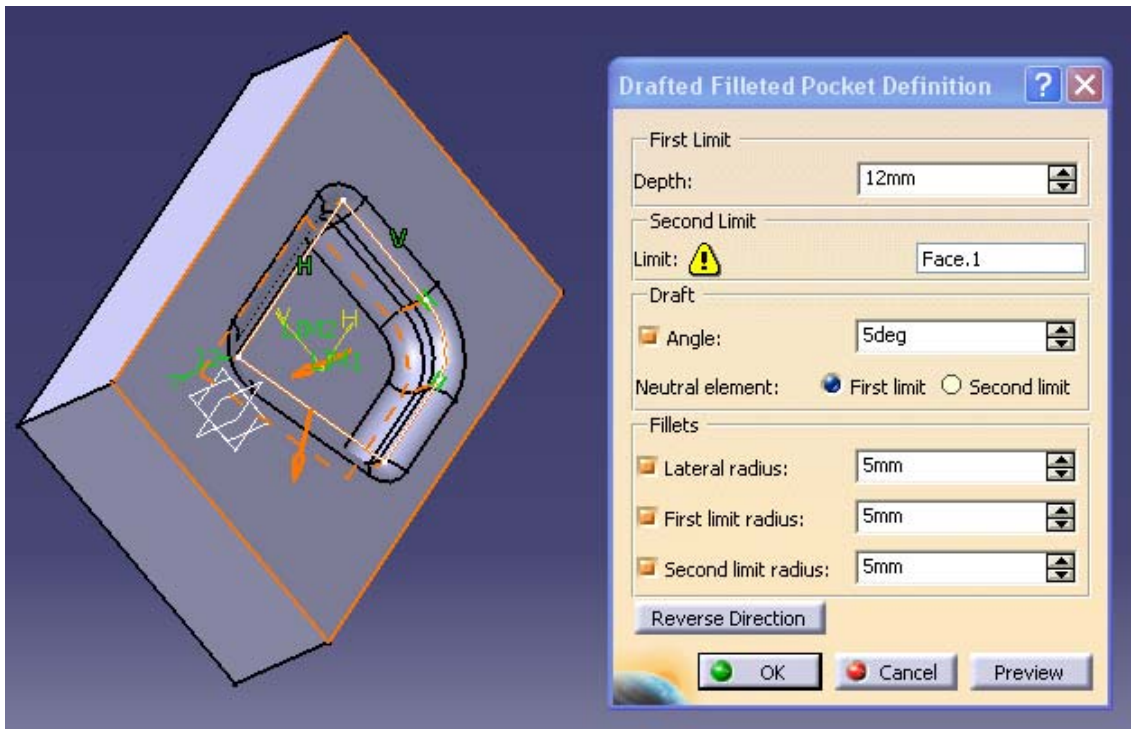 Drafted Filleted Pocket Definition ?
First Limit
Depth: 12mm
Second Limit
Limit: Face.1
Draft
Angle: 5deg
Neutral element: First limit Second limit
Fillets
Lateral radius: 5mm
First limit radius: 5mm
Second limit radius: 5mm
Reverse Direction
OK Cancel Preview
V
H
V H